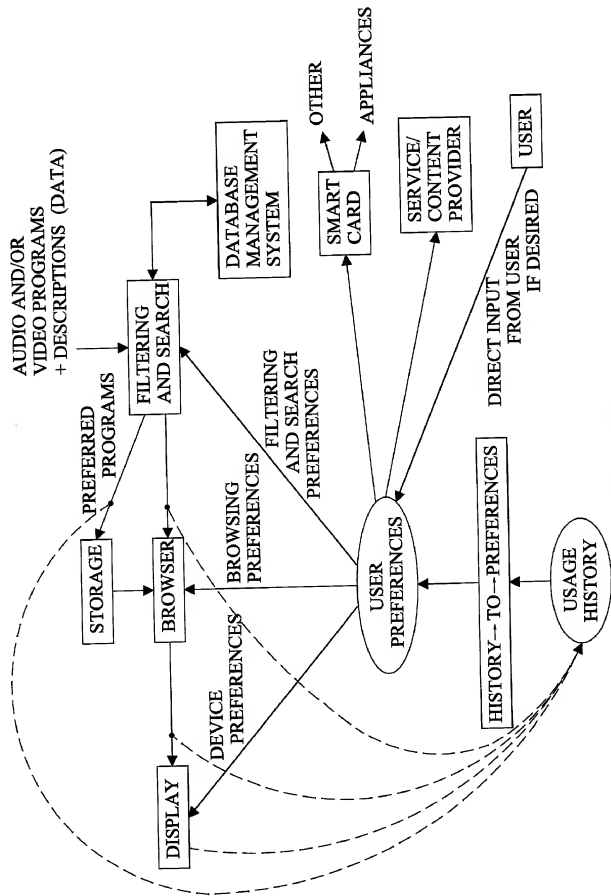 AUDIO AND/OR
VIDEO PROGRAMS
+ DESCRIPTIONS (DATA)
PREFERRED
PROGRAMS
FILTERING
AND SEARCH
DATABASE
MANAGEMENT
SYSTEM
STORAGE
BROWSER
DISPLAY
DEVICE
PREFERENCES
BROWSING
PREFERENCES
FILTERING
AND SEARCH
PREFERENCES
SMART
CARD
OTHER
APPLIANCES
SERVICE/
CONTENT
PROVIDER
USER
PREFERENCES
DIRECT INPUT
FROM USER
IF DESIRED
USER
HISTORY→TO→PREFERENCES
USAGE
HISTORY